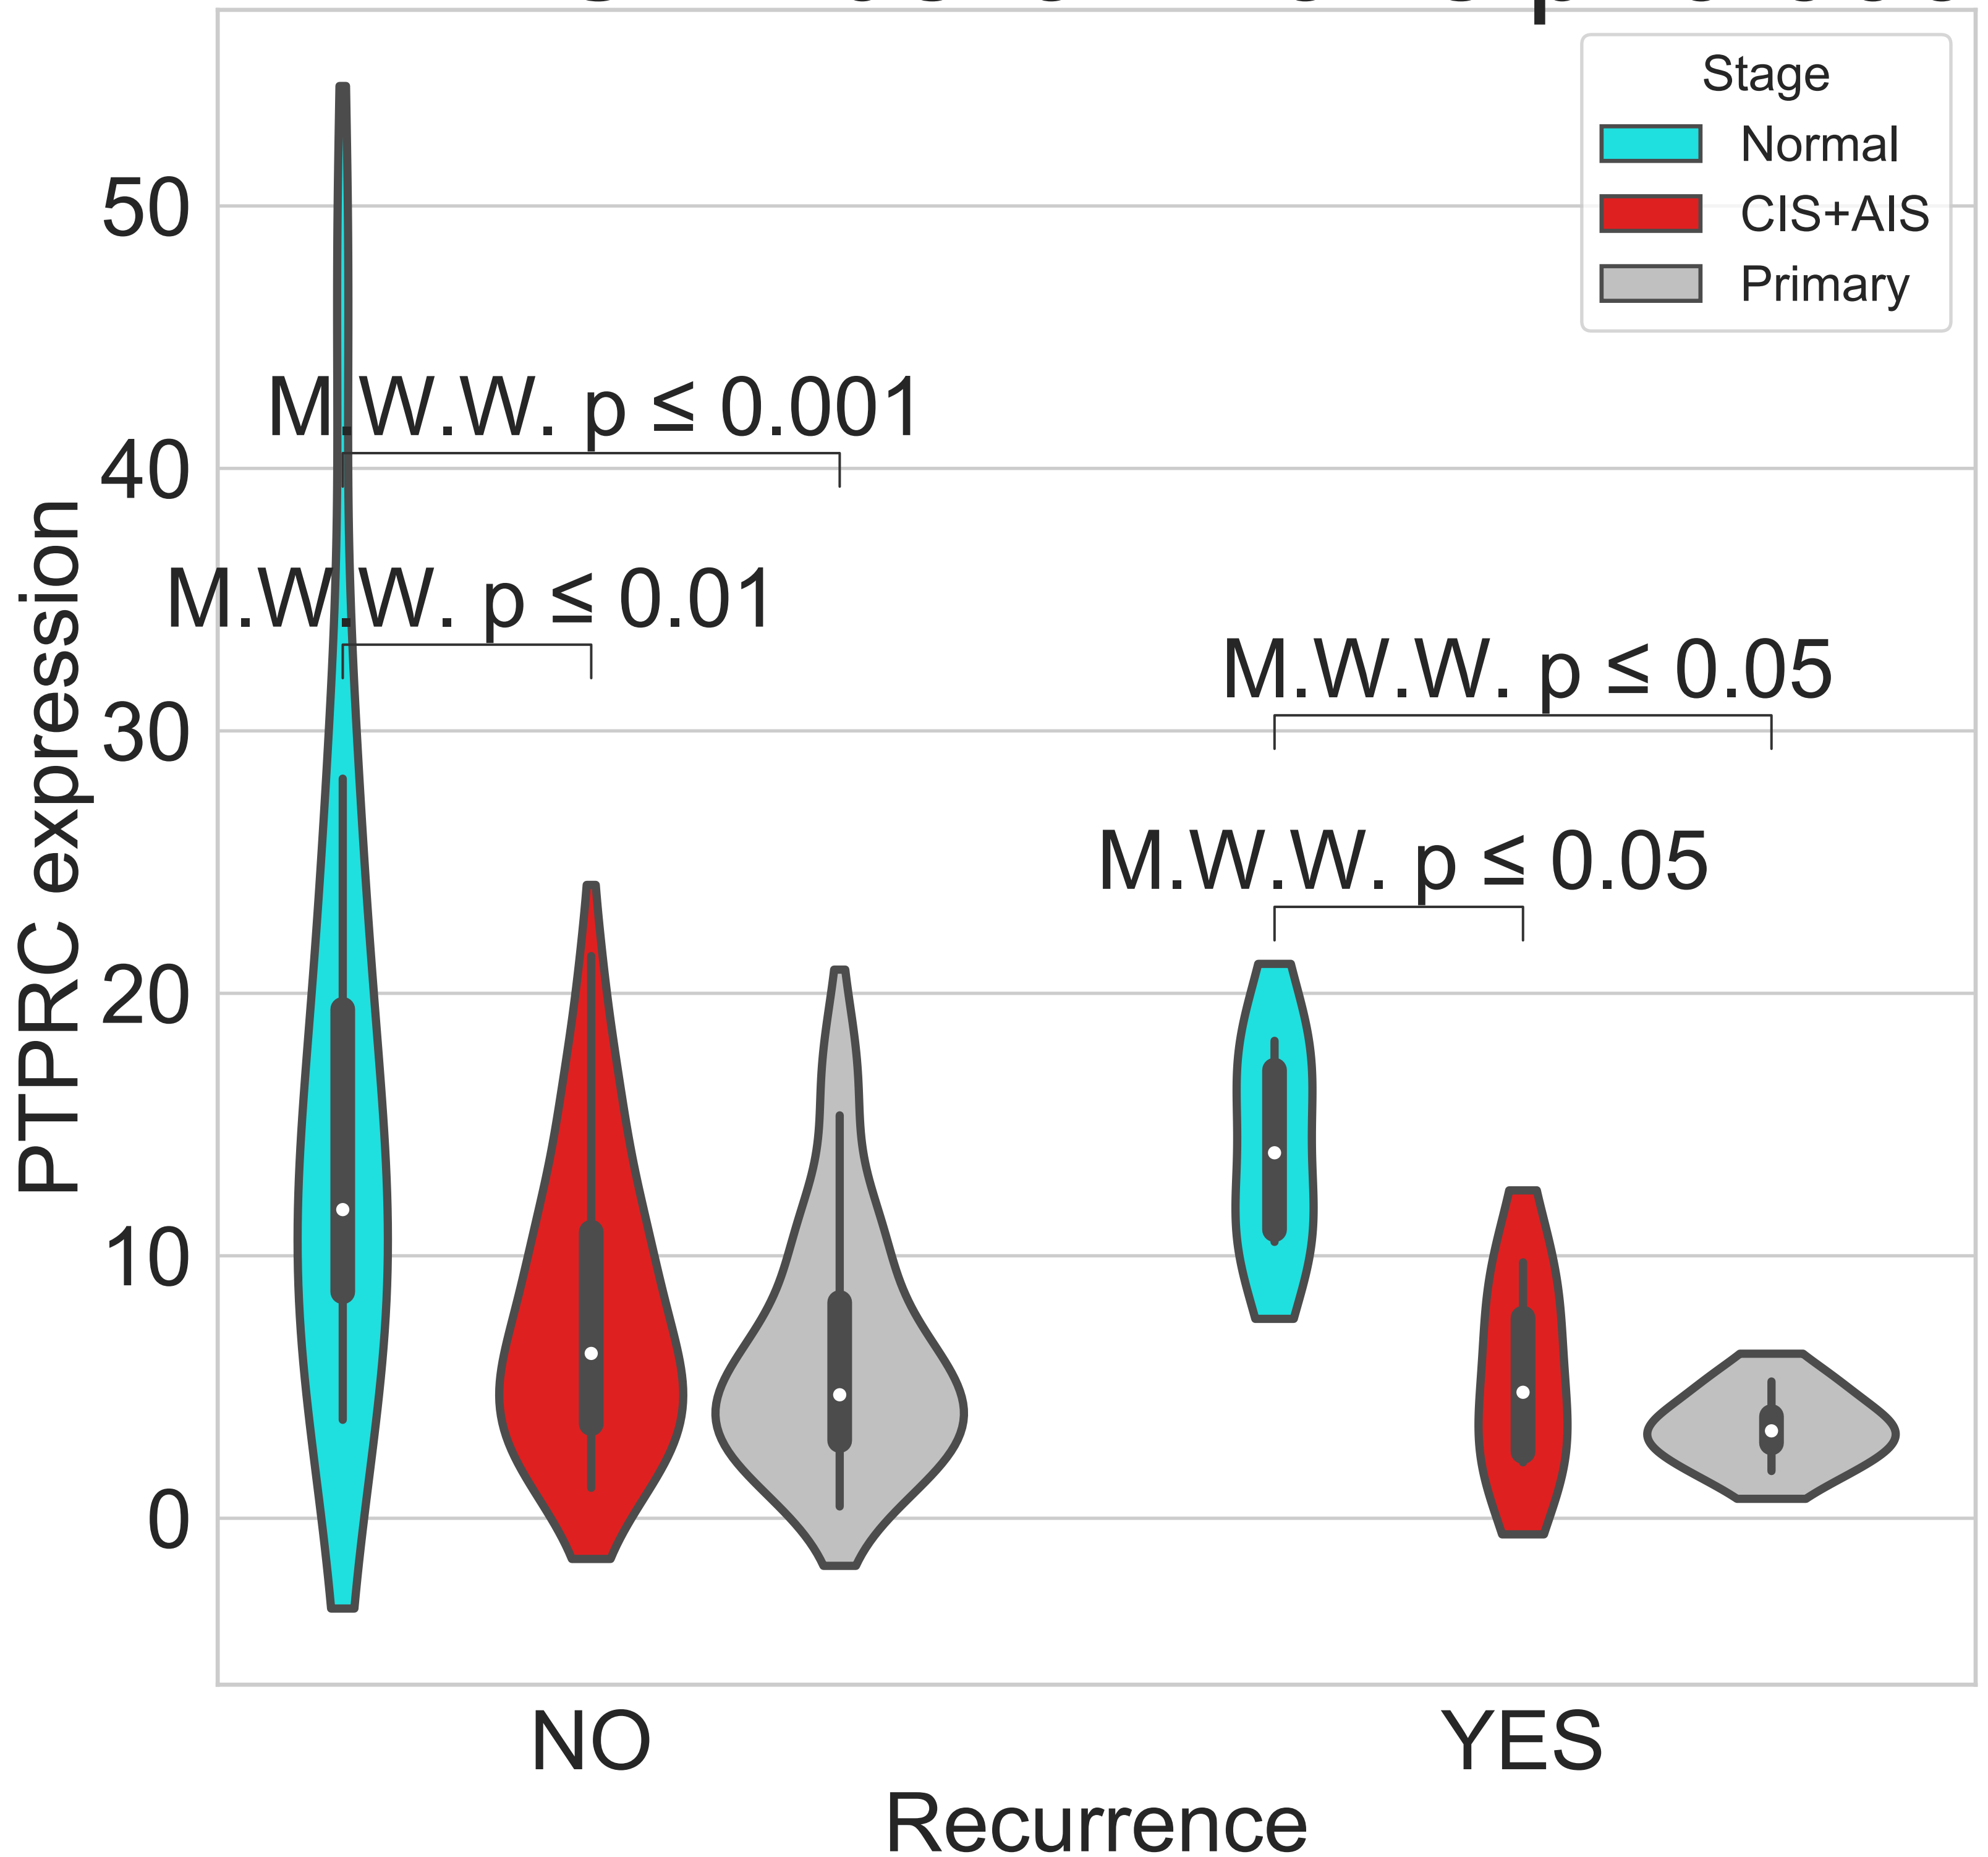 Stage
Normal
CIS+AIS
Primary
50
40
30
20
10
0
PTPRC expression
M.W.W. p ≤ 0.001
M.W.W. p ≤ 0.01
M.W.W. p ≤ 0.05
M.W.W. p ≤ 0.05
NO
YES
Recurrence